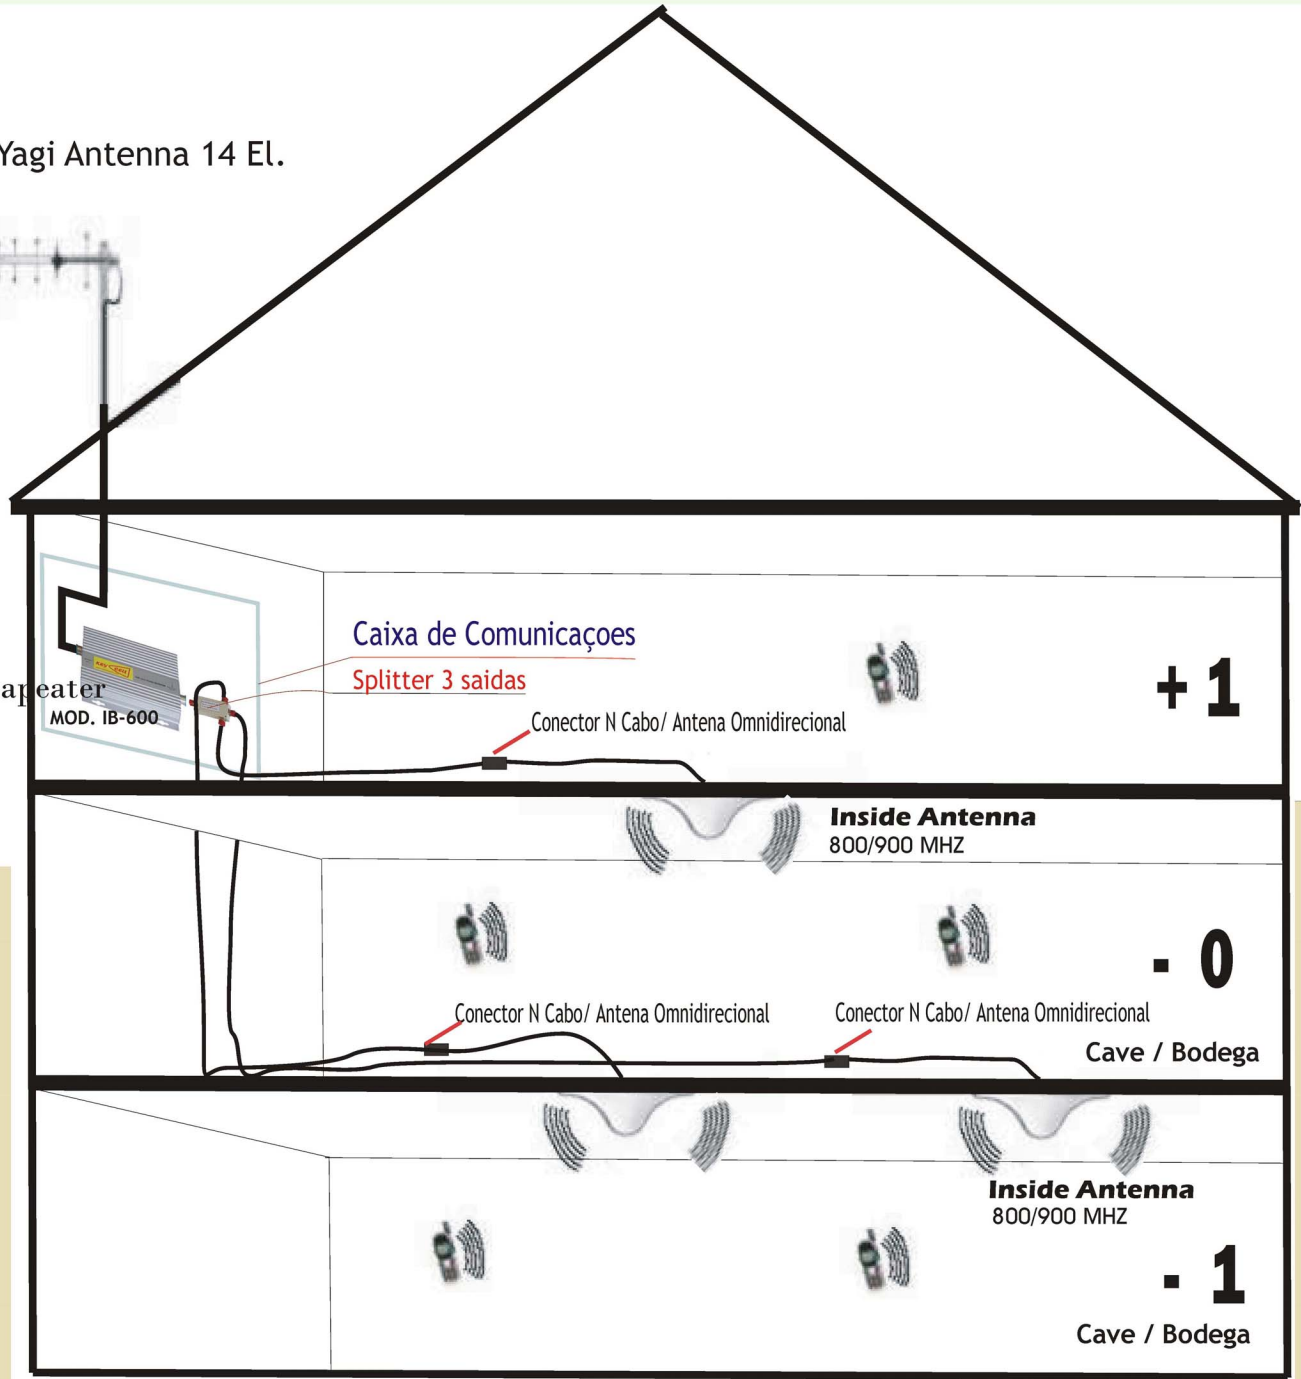 Yagi Antenna 14 El.
Caixa de Comunicaçoes
Splitter 3 saidas
apeater
MOD. IB-600
Conector N Cabo/ Antena Omnidirecional
+ 1
Inside Antenna
800/900 MHZ
- 0
Conector N Cabo/ Antena Omnidirecional
Conector N Cabo/ Antena Omnidirecional
Cave / Bodega
Inside Antenna
800/900 MHZ
- 1
Cave / Bodega